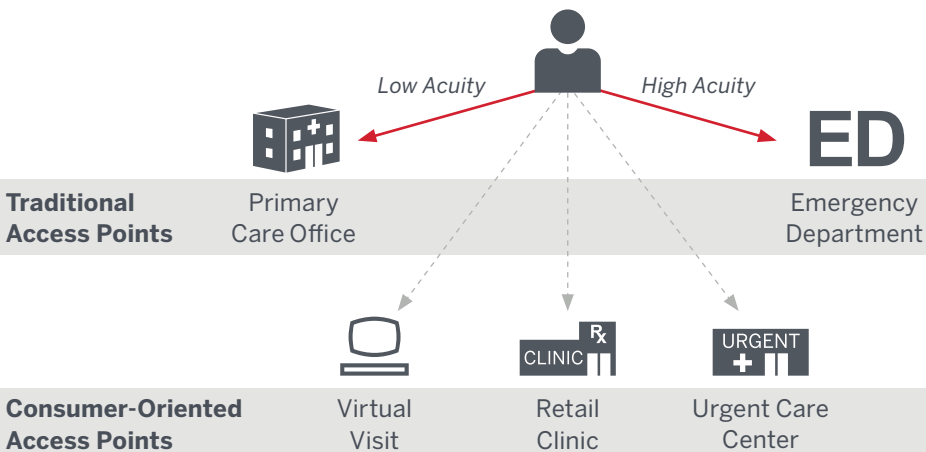 Low Acuity
High Acuity
ED
Traditional
Access Points
Primary
Care Office
Emergency
Department
CLINIC
Rx
URGENT
Consumer-Oriented
Access Points
Virtual
Visit
Retail
Clinic
Urgent Care
Center